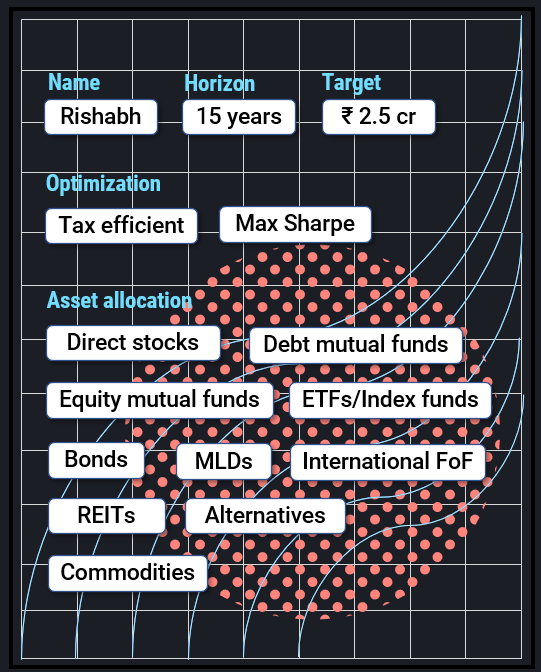 Name Horizon Target
Rishabh 15 years ₹ 2.5 cr
Optimization
Tax efficient Max Sharpe
Asset allocation
Direct stocks Debt mutual funds
Equity mutual funds ETFs/Index funds
Bonds MLDs International FoF
REITs Alternatives
Commodities